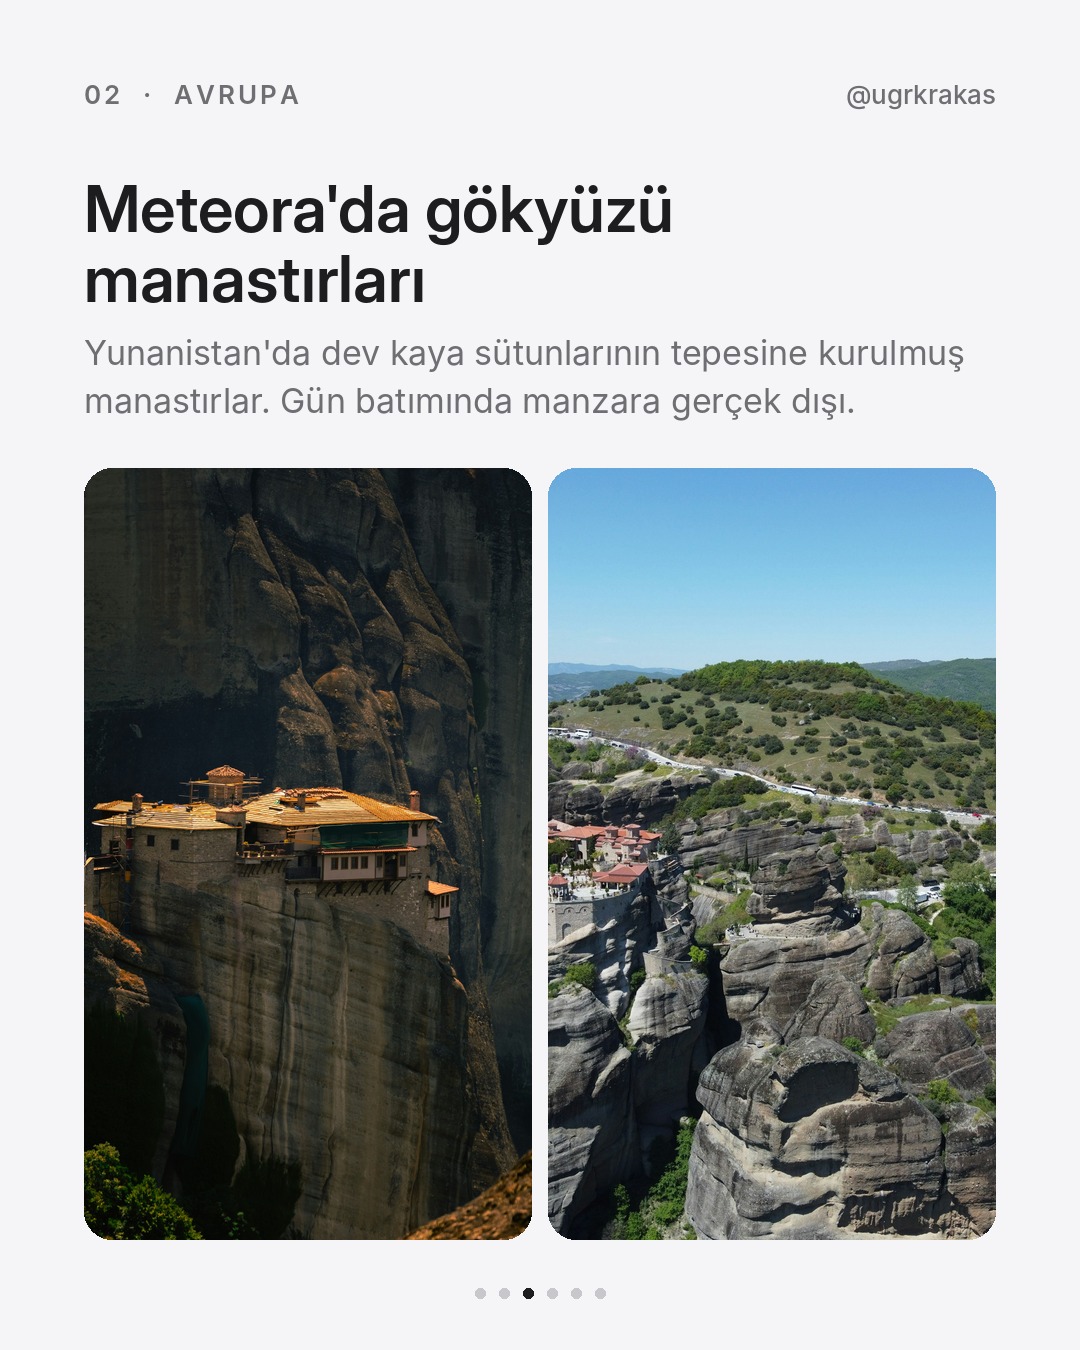 02 · AVRUPA
@ugrkrakas
Meteora'da gökyüzü
manastırları
Yunanistan'da dev kaya sütunlarının tepesine kurulmuş
manastırlar. Gün batımında manzara gerçek dışı.